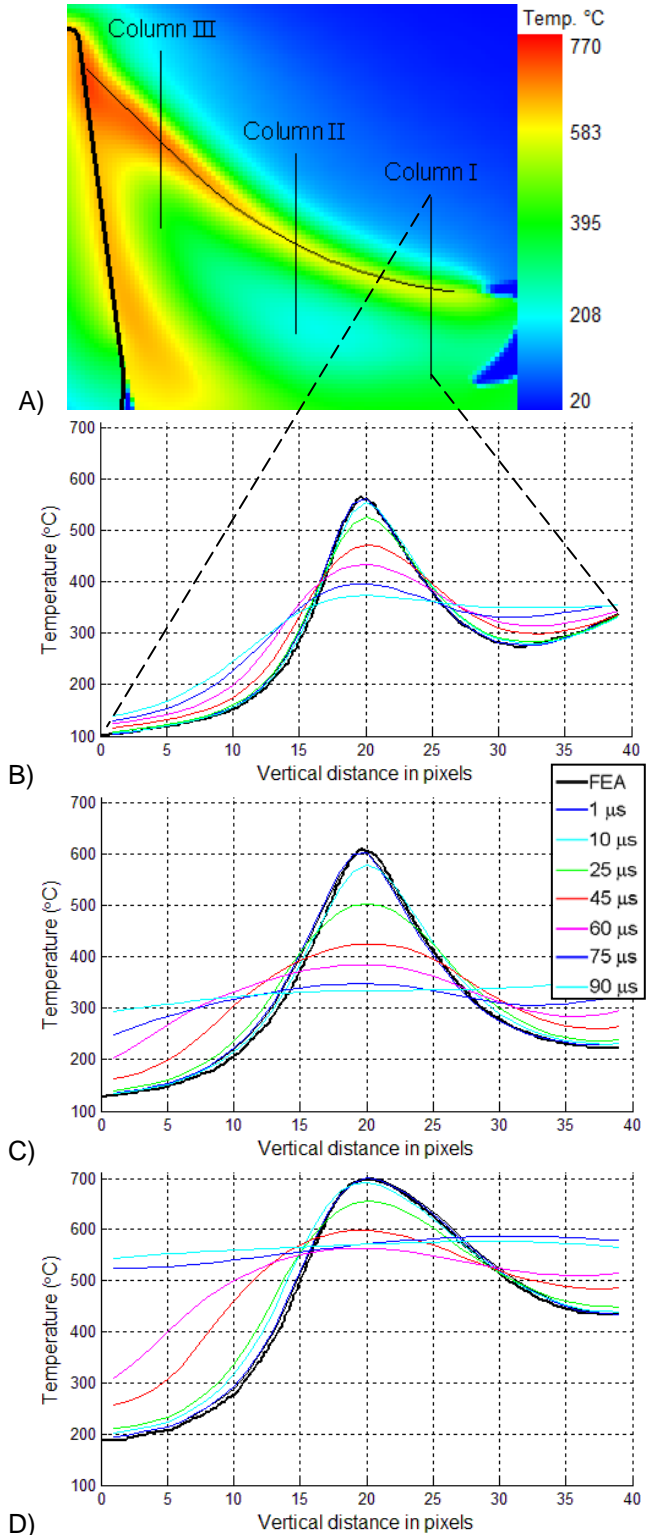 Temp. °C
Column III
770
Column II
583
Column I
395
208
20
A)
700
600
500
400
300
200
100
0 5 10 15 20 25 30 35 40
Temperature (°C)
Vertical distance in pixels
B)
FEA
1 μs
10 μs
25 μs
45 μs
60 μs
75 μs
90 μs
700
600
500
400
300
200
100
0 5 10 15 20 25 30 35 40
Temperature (°C)
Vertical distance in pixels
C)
700
600
500
400
300
200
100
0 5 10 15 20 25 30 35 40
Temperature (°C)
Vertical distance in pixels
D)